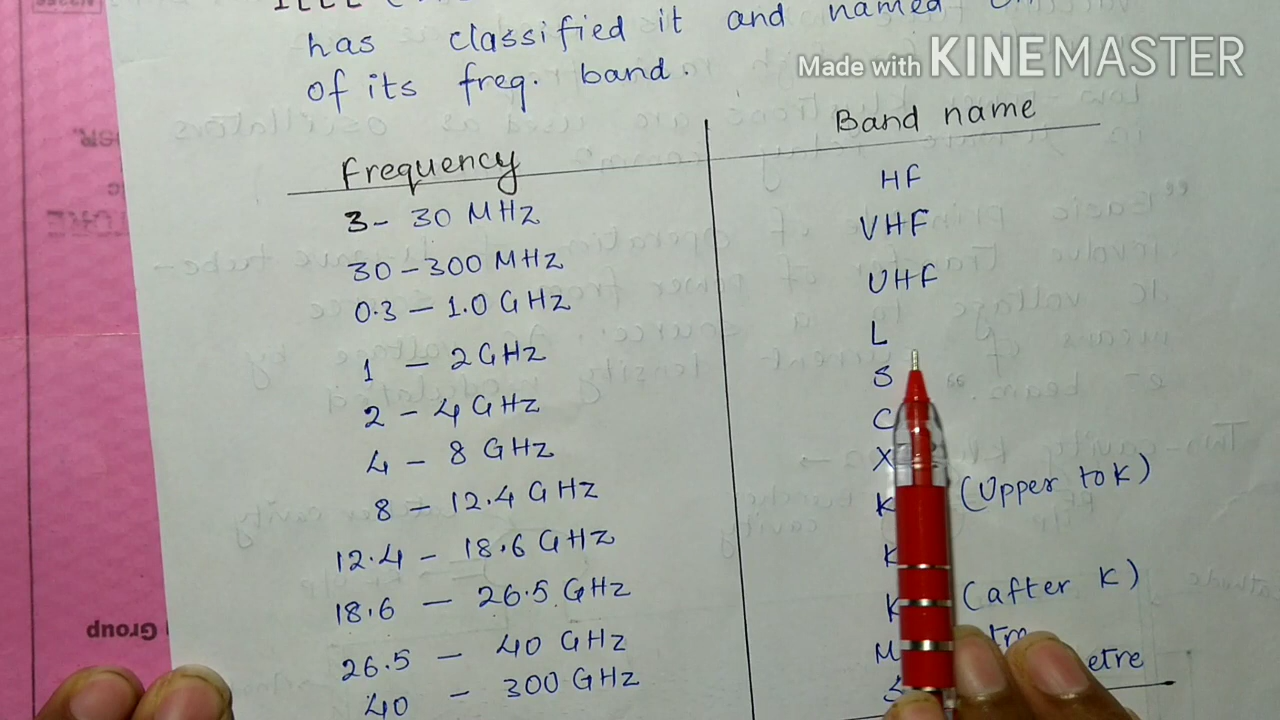 has classified it and named
of its freq. band.
Made with KINEMASTER
Frequency Band name
3 - 30 MHz HF
30 - 300 MHz VHF
0.3 - 1.0 GHz UHF
1 - 2 GHz L
2 - 4 GHz S
4 - 8 GHz C
8 - 12.4 GHz X
12.4 - 18.6 GHz K (Upper to K)
18.6 - 26.5 GHz K
26.5 - 40 GHz K (after K)
40 - 300 GHz M
etre
Group